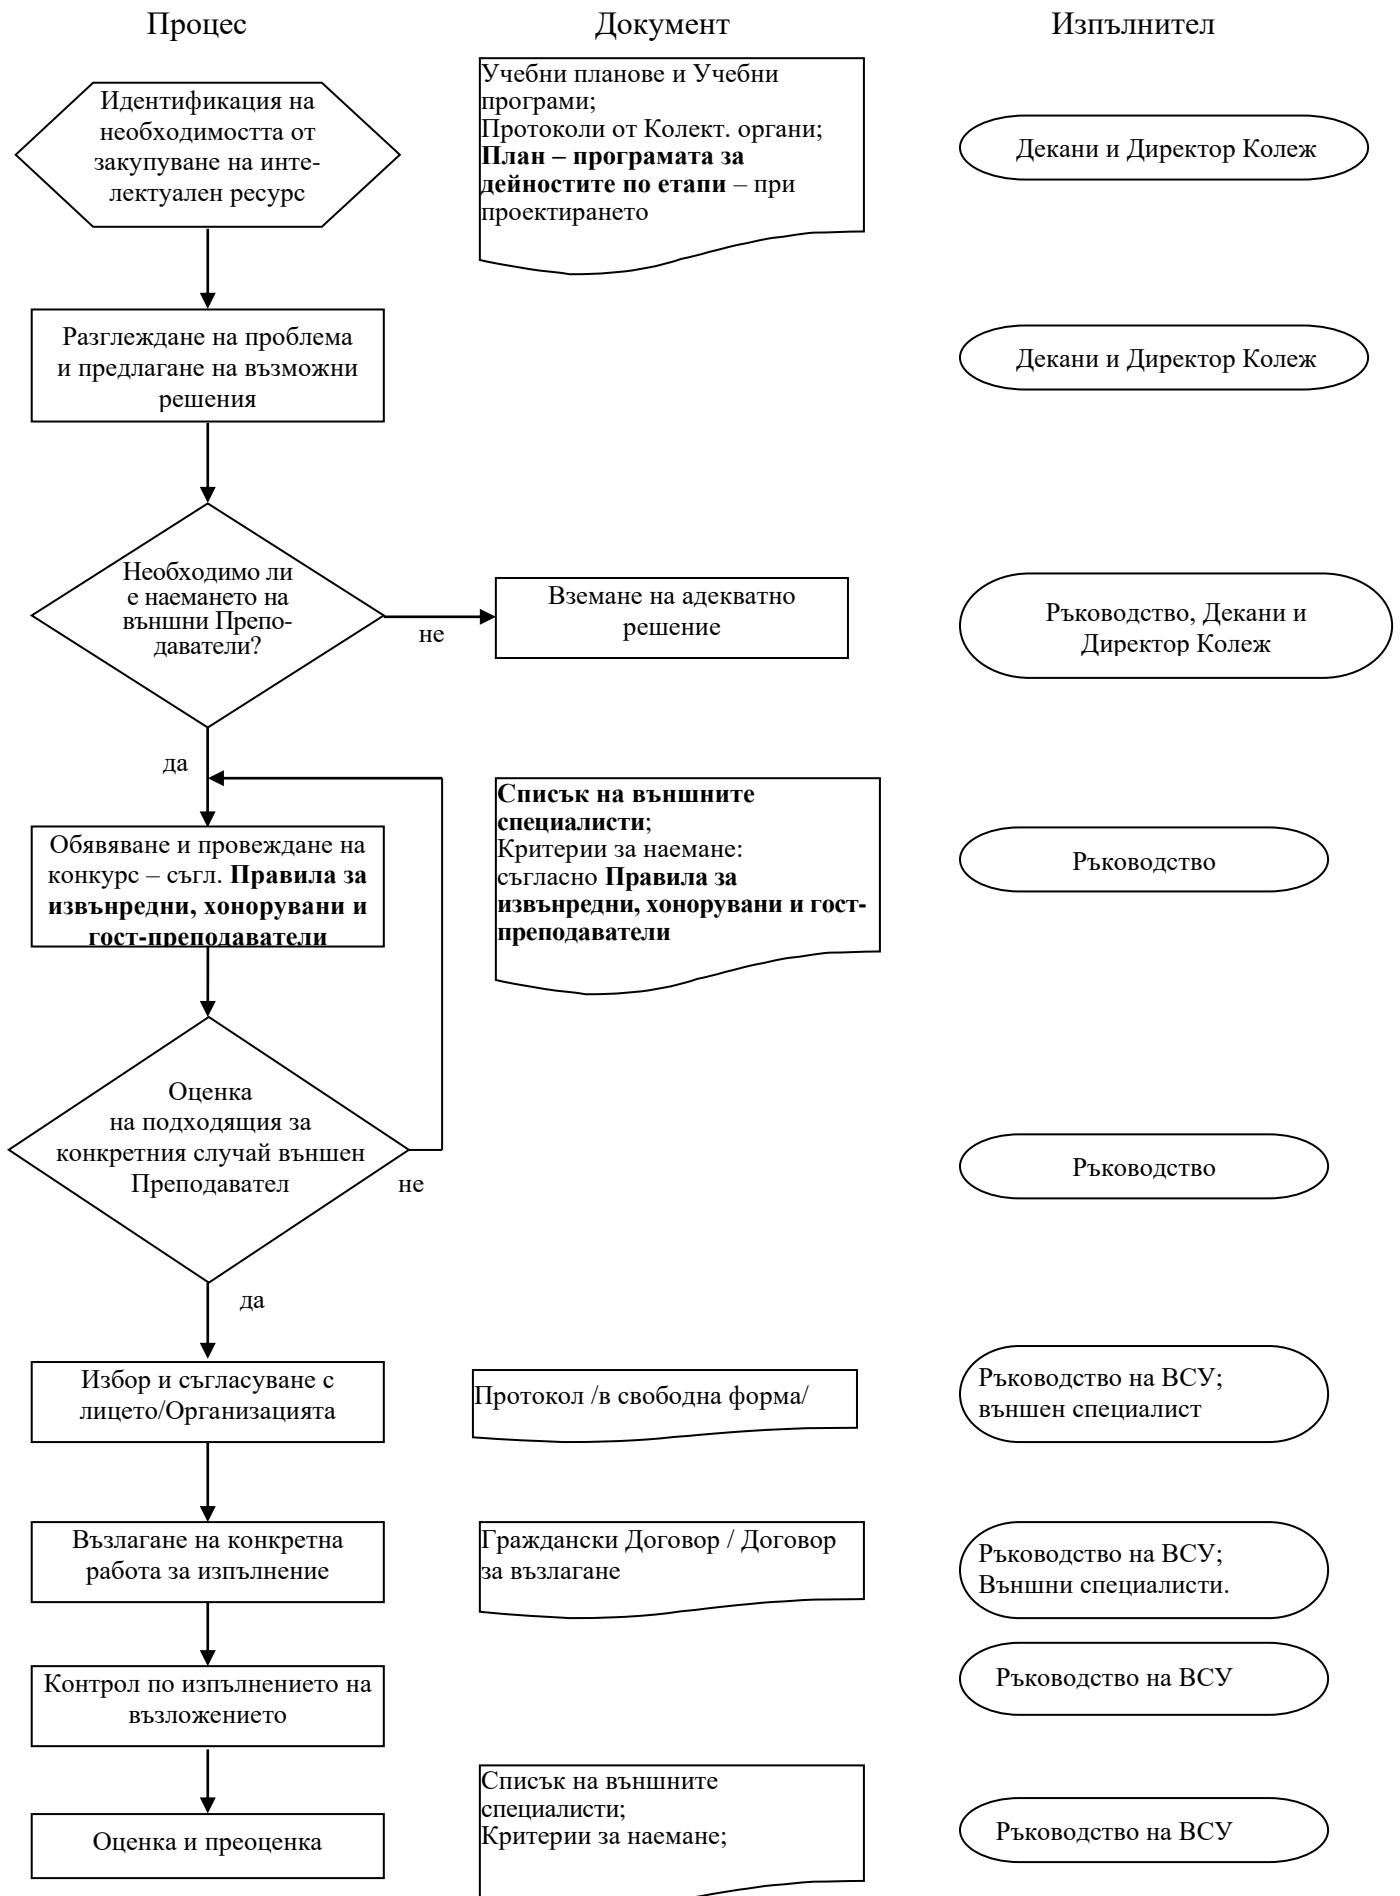 Процес
Документ
Изпълнител
Идентификация на
необходимостта от
закупуване на инте-
лектуален ресурс
Учебни планове и Учебни
програми;
Протоколи от Колект. органи;
План – програмата за
дейностите по етапи – при
проектирането
Декани и Директор Колеж
Разглеждане на проблема
и предлагане на възможни
решения
Декани и Директор Колеж
Необходимо ли
е наемането на
външни Препо-
даватели?
не
Вземане на адекватно
решение
Ръководство, Декани и
Директор Колеж
да
Обявяване и провеждане на
конкурс – съгл. Правила за
извънредни, хонорувани и
гост-преподаватели
Списък на външните
специалисти;
Критерии за наемане:
съгласно Правила за
извънредни, хонорувани и гост-
преподаватели
Ръководство
Оценка
на подходящия за
конкретния случай външен
Преподавател
не
Ръководство
да
Избор и съгласуване с
лицето/Организацията
Протокол /в свободна форма/
Ръководство на ВСУ;
външен специалист
Възлагане на конкретна
работа за изпълнение
Граждански Договор / Договор
за възлагане
Ръководство на ВСУ;
Външни специалисти.
Контрол по изпълнението на
възложението
Ръководство на ВСУ
Оценка и преоценка
Списък на външните
специалисти;
Критерии за наемане;
Ръководство на ВСУ